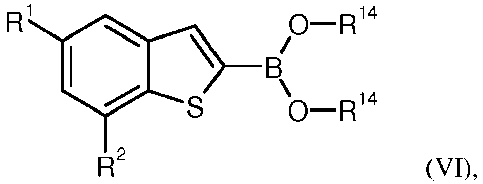 R¹
O—R¹⁴
B
S
O—R¹⁴
R²
(VI),